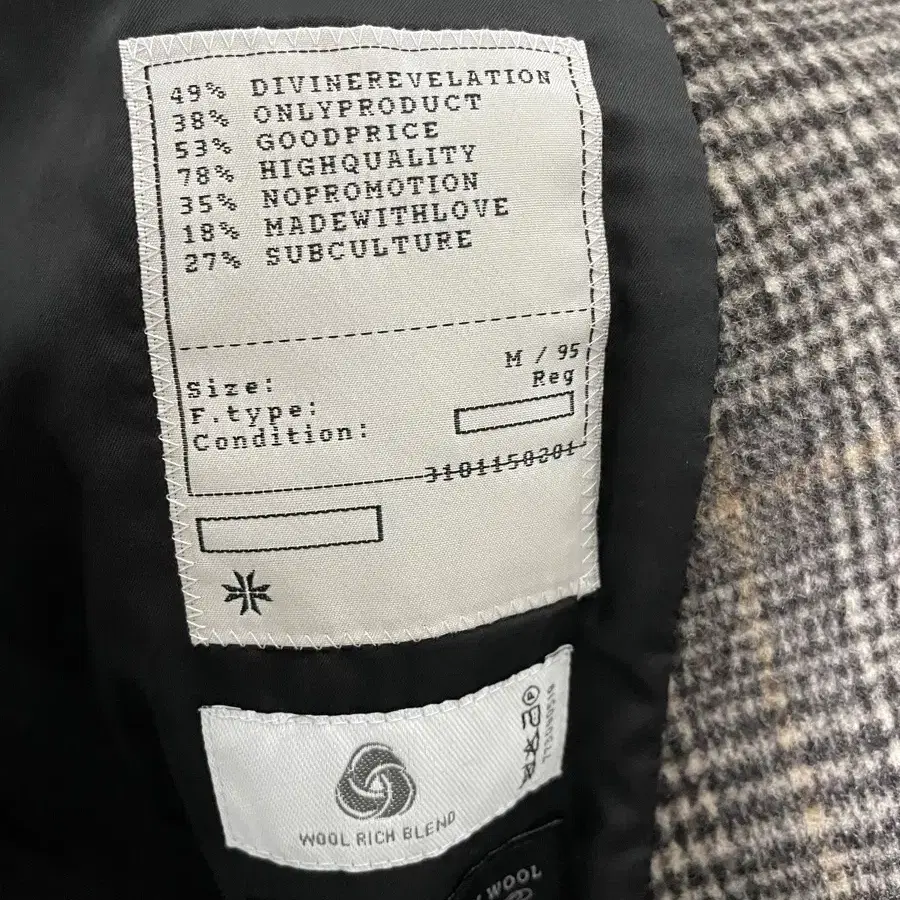 49% DIVINEREVELATION
38% ONLYPRODUCT
53% GOODPRICE
78% HIGHQUALITY
35% NOPROMOTION
18% MADEWITHLOVE
27% SUBCULTURE
Size: M / 95
F.type: Reg
Condition:
3101150301
WOOL RICH BLEND
WOOL